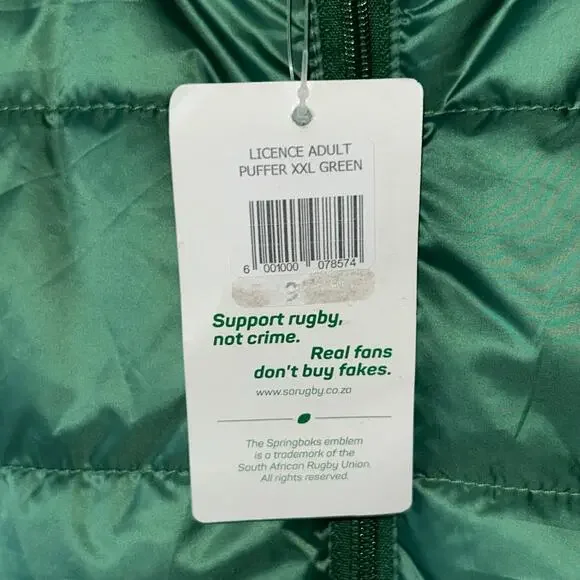 LICENCE ADULT
PUFFER XXL GREEN
6 001000 078574
Support rugby,
not crime.
Real fans
don't buy fakes.
www.sarugby.co.za
The Springboks emblem
is a trademark of the
South African Rugby Union.
All rights reserved.